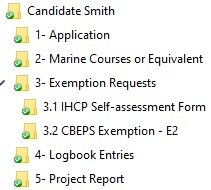 Candidate Smith
1- Application
2- Marine Courses or Equivalent
3- Exemption Requests
3.1 IHCP Self-assessment Form
3.2 CBEPS Exemption - E2
4- Logbook Entries
5- Project Report